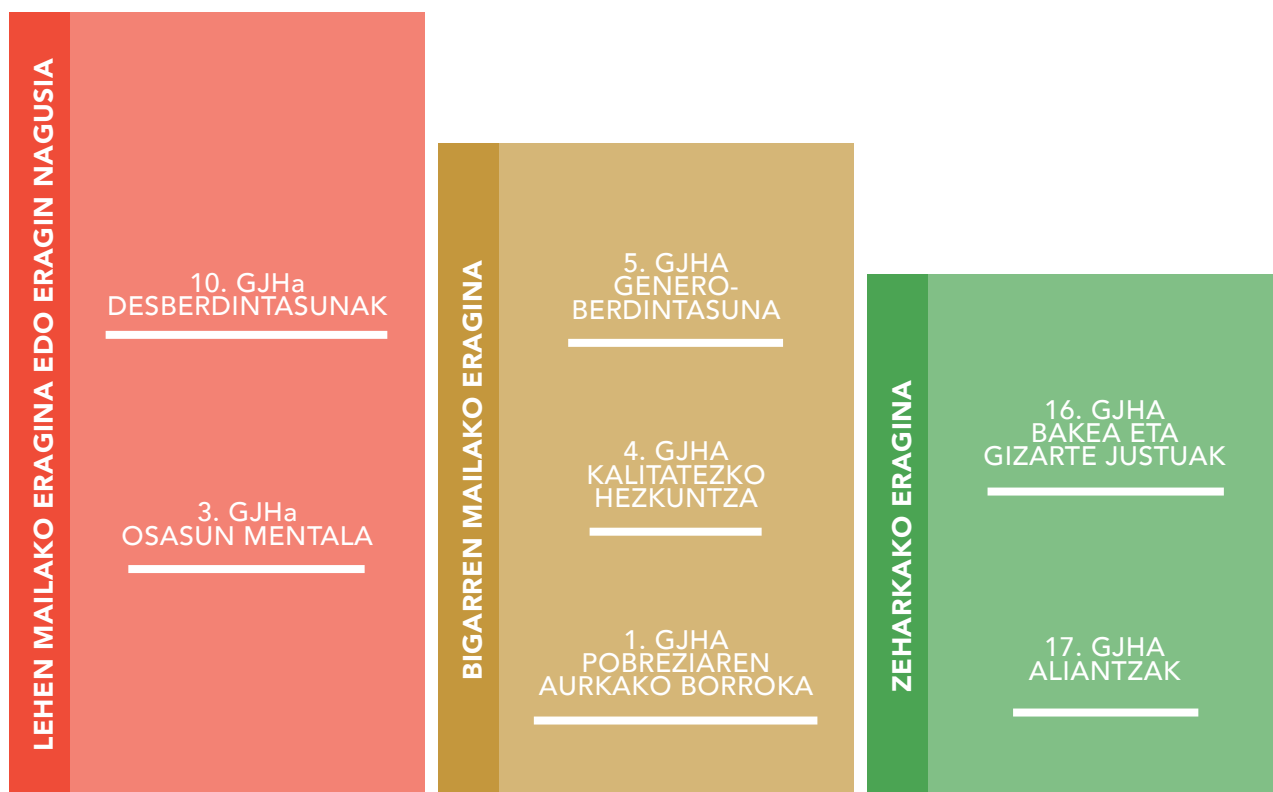 LEHEN MAILAKO ERAGINA EDO ERAGIN NAGUSIA
10. GJHa
DESBERDINTASUNAK
3. GJHa
OSASUN MENTALA
BIGARREN MAILAKO ERAGINA
5. GJHA
GENERO-
BERDINTASUNA
4. GJHA
KALITATEZKO
HEZKUNTZA
1. GJHA
POBREZIAREN
AURKAKO BORROKA
ZEHARKAKO ERAGINA
16. GJHA
BAKEA ETA
GIZARTE JUSTUAK
17. GJHA
ALIANTZAK